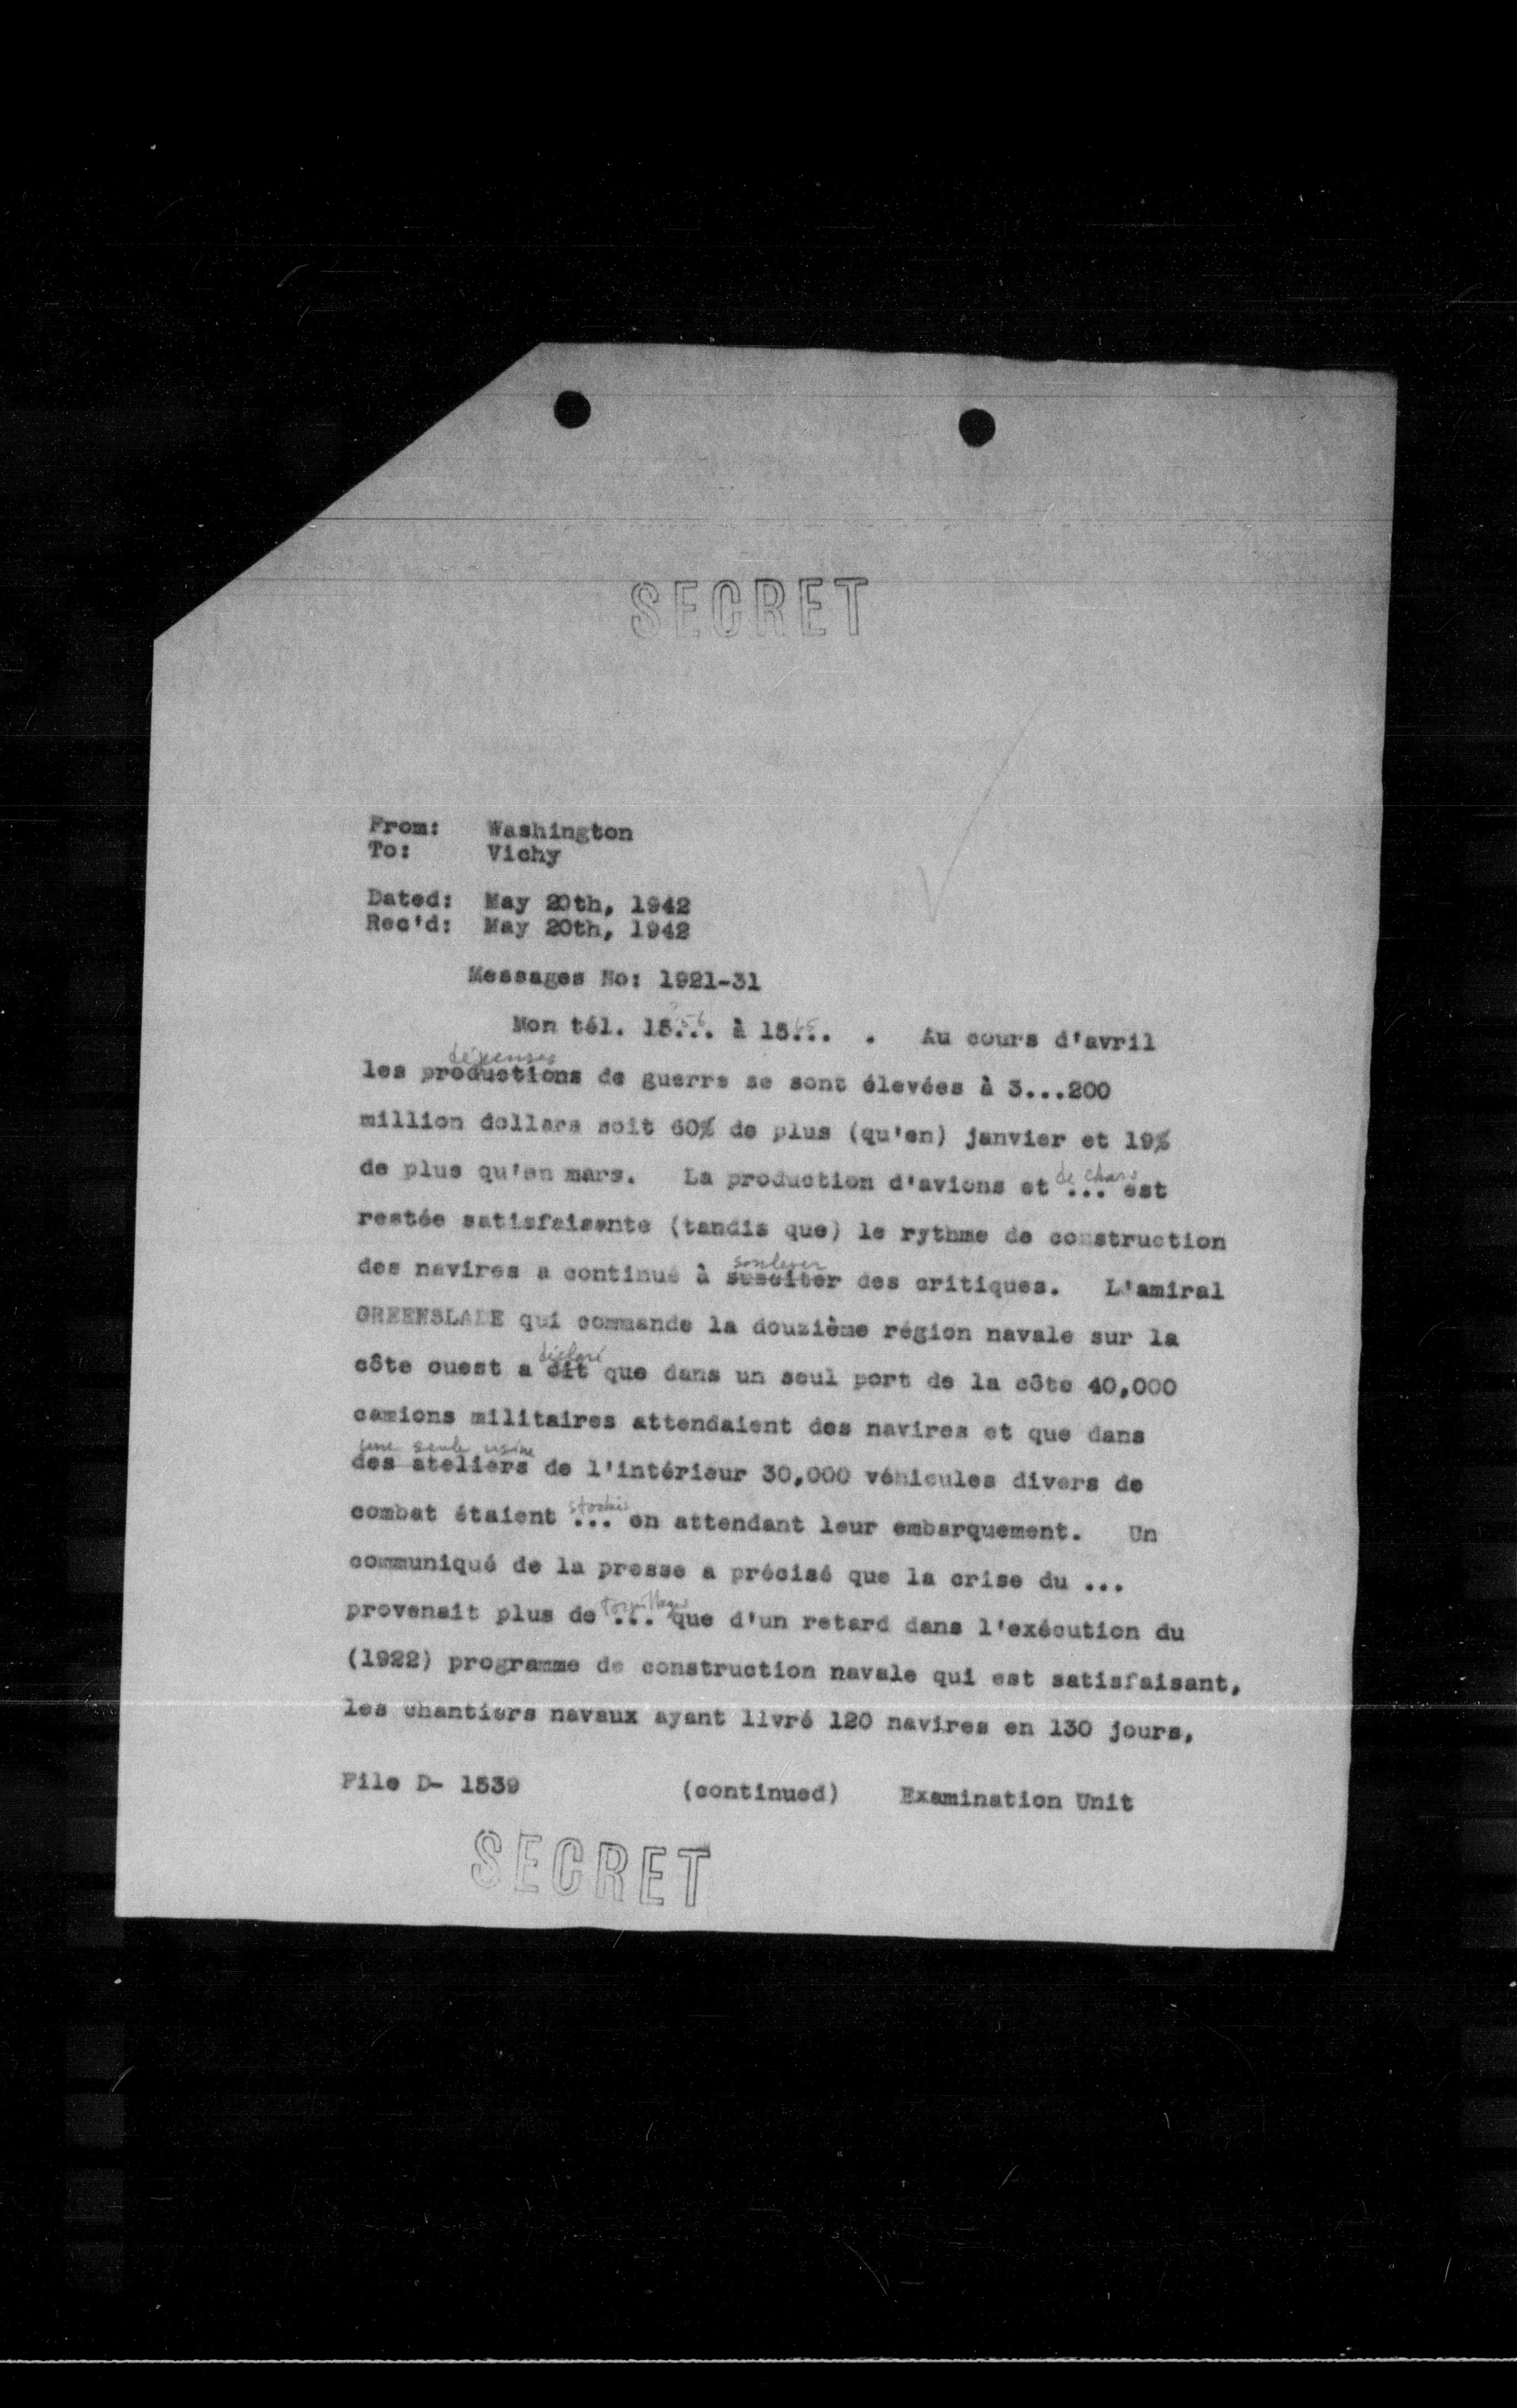 SECRET
From: Washington
To: Vichy
Dated: May 20th, 1942
Rec'd: May 20th, 1942
Messages No: 1921-31
Mon tél. 15... à 15... . Au cours d'avril
dépenses
les productions de guerre se sont élevées à 3...200
million dollars soit 60% de plus (qu'en) janvier et 19%
de chars
de plus qu'en mars. La production d'avions et ... est
restée satisfaisante (tandis que) le rythme de construction
soulever
des navires a continué à susciter des critiques. L'amiral
GREENSLADE qui commande la douzième région navale sur la
déclaré
côte ouest a dit que dans un seul port de la côte 40,000
camions militaires attendaient des navires et que dans
une seule usine
des ateliers de l'intérieur 30,000 véhicules divers de
stockés
combat étaient ... en attendant leur embarquement. Un
communiqué de la presse a précisé que la crise du ...
torpillages
provenait plus de ... que d'un retard dans l'exécution du
(1922) programme de construction navale qui est satisfaisant,
les chantiers navaux ayant livré 120 navires en 130 jours,
File D- 1539 (continued) Examination Unit
SECRET